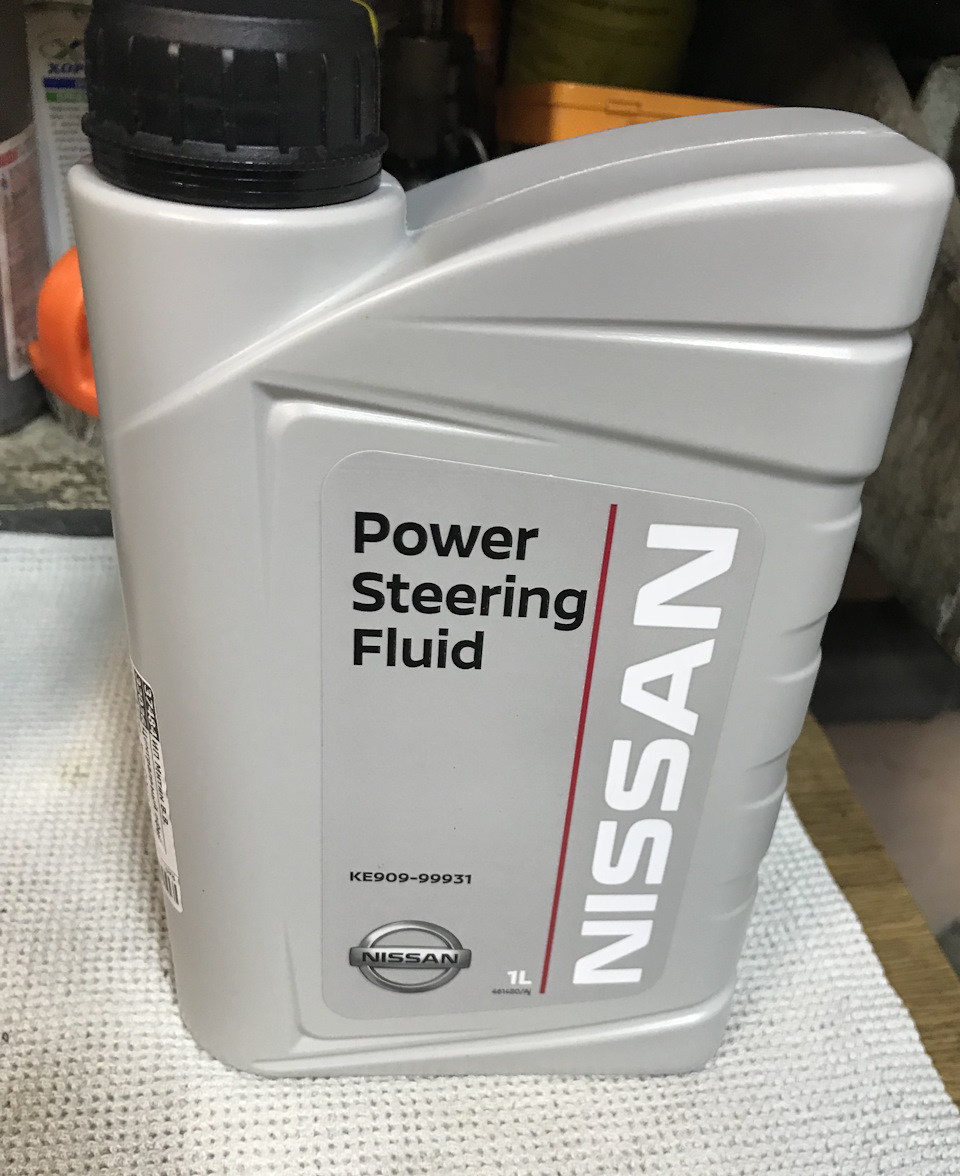 Power
Steering
Fluid
NISSAN
KE909-99931
NISSAN
1L